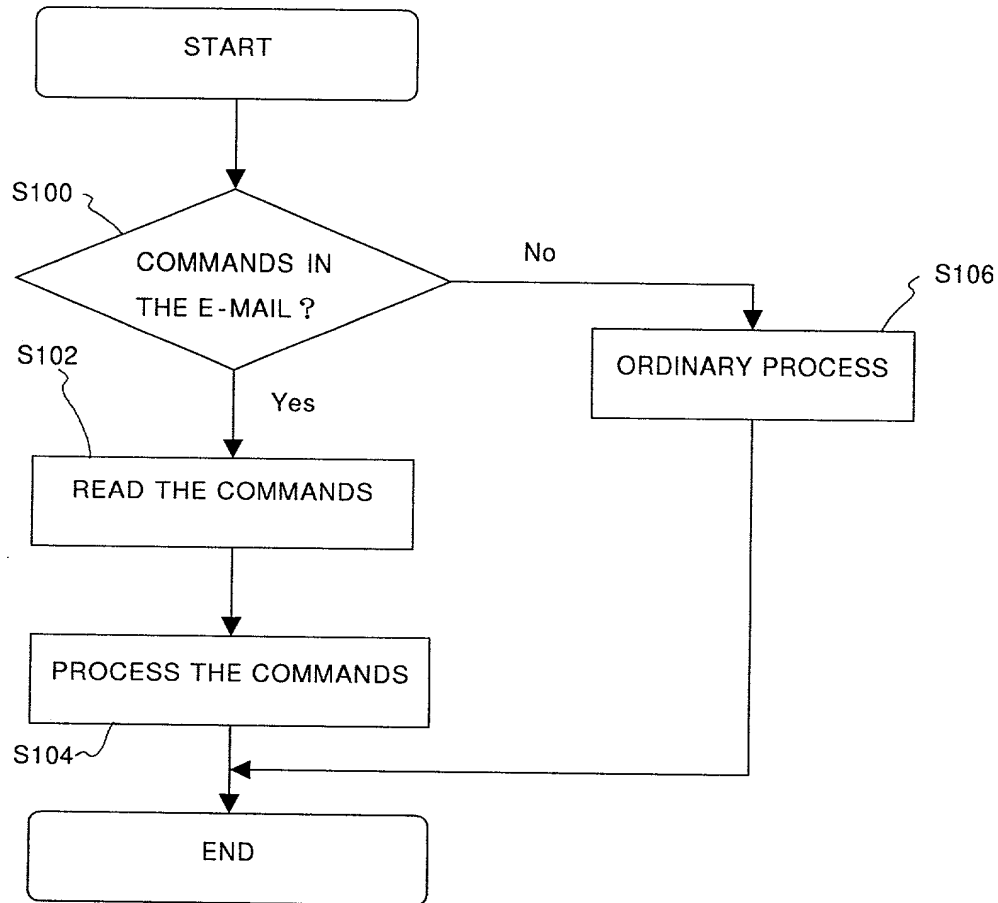 START
S100
COMMANDS IN
THE E-MAIL?
No
S106
ORDINARY PROCESS
S102
Yes
READ THE COMMANDS
PROCESS THE COMMANDS
S104
END